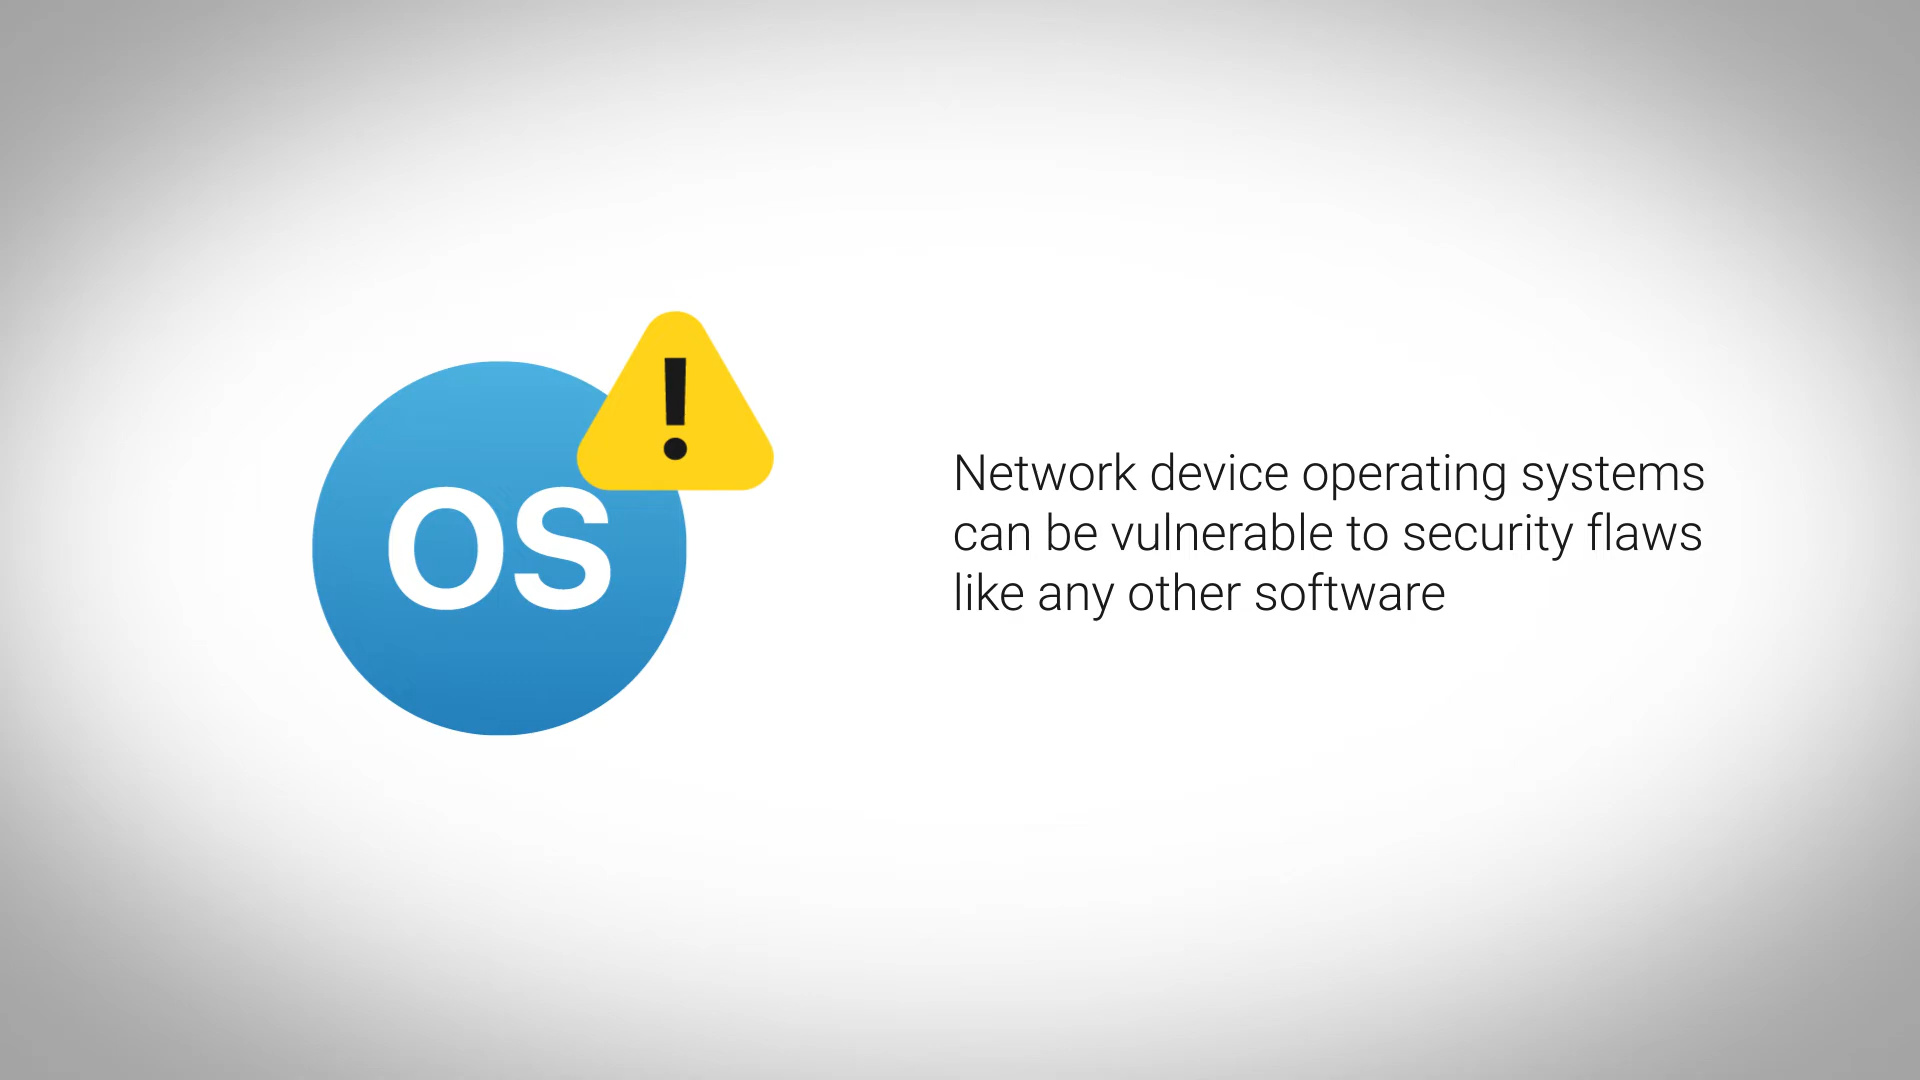 OS
!
Network device operating systems
can be vulnerable to security flaws
like any other software